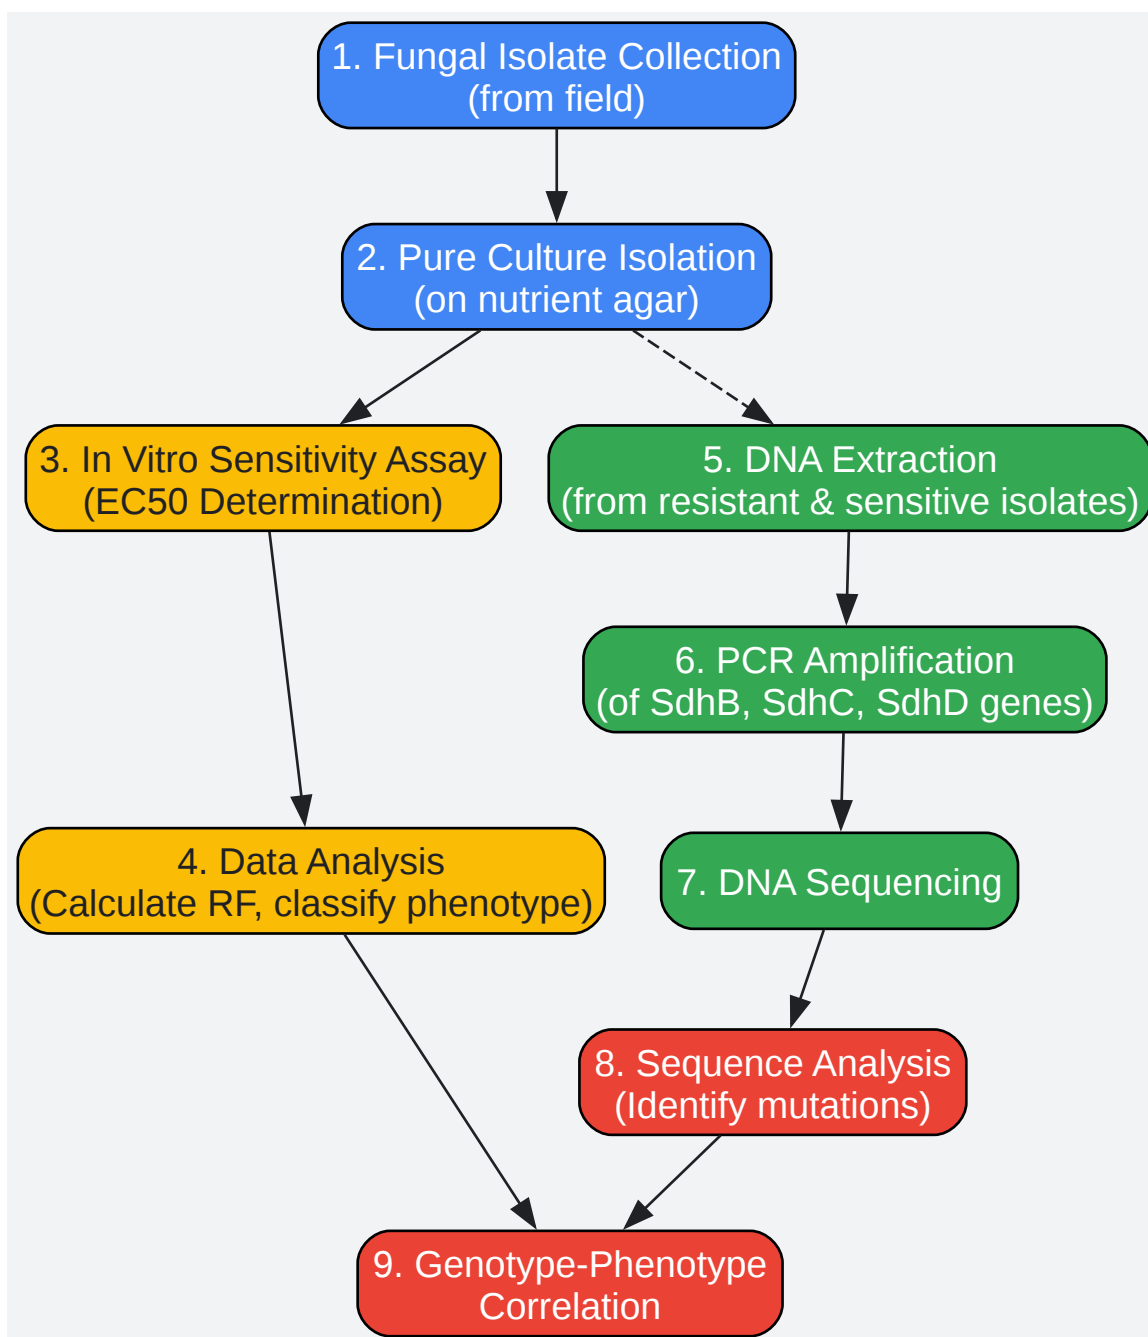 1. Fungal Isolate Collection
(from field)
2. Pure Culture Isolation
(on nutrient agar)
3. In Vitro Sensitivity Assay
(EC50 Determination)
5. DNA Extraction
(from resistant & sensitive isolates)
6. PCR Amplification
(of SdhB, SdhC, SdhD genes)
4. Data Analysis
(Calculate RF, classify phenotype)
7. DNA Sequencing
8. Sequence Analysis
(Identify mutations)
9. Genotype-Phenotype
Correlation